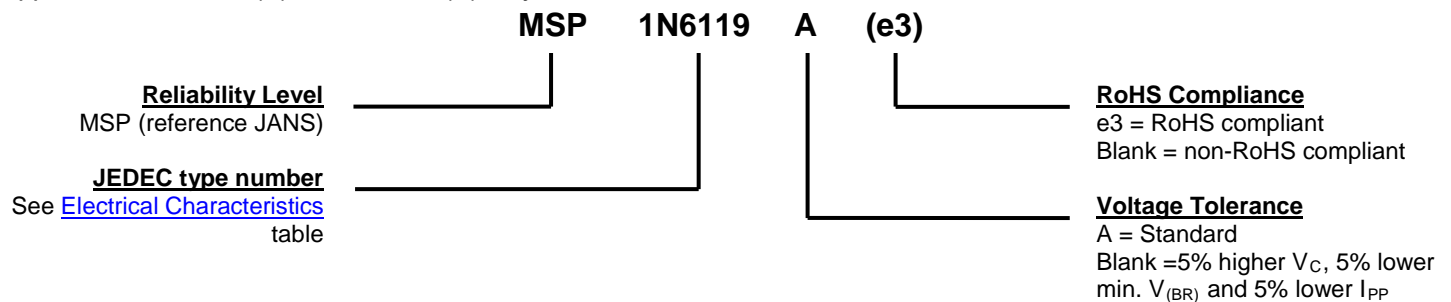 MSP 1N6119 A (e3)
Reliability Level
MSP (reference JANS)
JEDEC type number
See Electrical Characteristics
table
RoHS Compliance
e3 = RoHS compliant
Blank = non-RoHS compliant
Voltage Tolerance
A = Standard
Blank =5% higher VC, 5% lower
min. V(BR) and 5% lower IPP